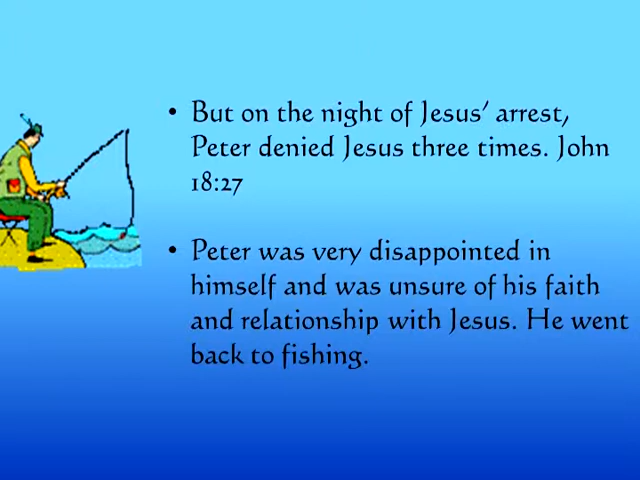 • But on the night of Jesus' arrest,
Peter denied Jesus three times. John
18:27
• Peter was very disappointed in
himself and was unsure of his faith
and relationship with Jesus. He went
back to fishing.